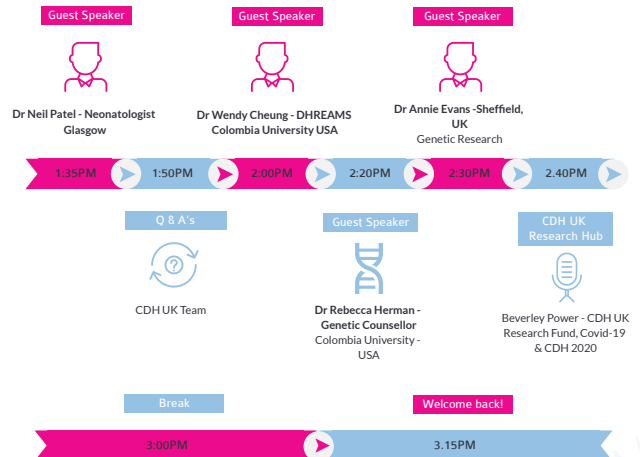 Guest Speaker
Guest Speaker
Guest Speaker
Dr Neil Patel - Neonatologist
Glasgow
Dr Wendy Cheung - DHREAMS
Colombia University USA
Dr Annie Evans -Sheffield,
UK
Genetic Research
1:35PM
1:50PM
2:00PM
2:20PM
2:30PM
2.40PM
Q & A's
Guest Speaker
CDH UK
Research Hub
?
CDH UK Team
Dr Rebecca Herman -
Genetic Counsellor
Colombia University -
USA
Beverley Power - CDH UK
Research Fund, Covid-19
& CDH 2020
Break
Welcome back!
3:00PM
3.15PM